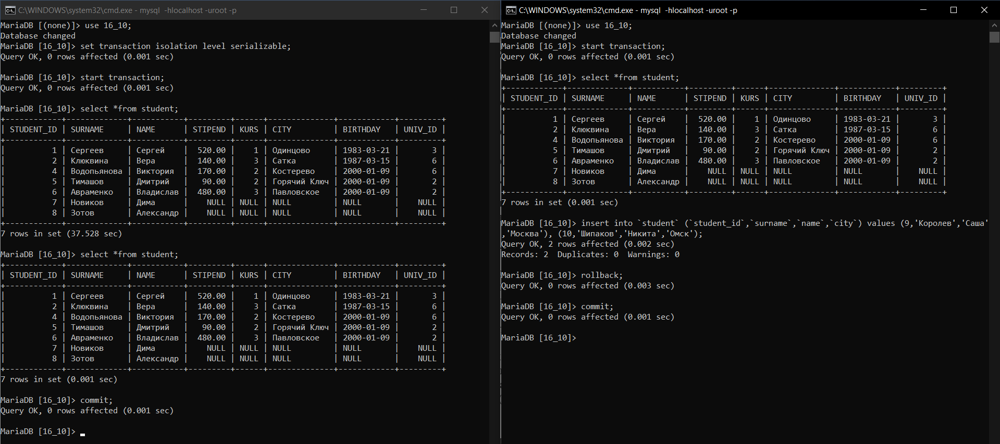 C:\WINDOWS\system32\cmd.exe - mysql  -hlocalhost -uroot -p
MariaDB [(none)]> use 16_10;
Database changed
MariaDB [16_10]> set transaction isolation level serializable;
Query OK, 0 rows affected (0.001 sec)
MariaDB [16_10]> start transaction;
Query OK, 0 rows affected (0.001 sec)
MariaDB [16_10]> select *from student;
+------------+-------------+-----------+---------+------+--------------+------------+---------+
| STUDENT_ID | SURNAME     | NAME      | STIPEND | KURS | CITY         | BIRTHDAY   | UNIV_ID |
+------------+-------------+-----------+---------+------+--------------+------------+---------+
|          1 | Сергеев     | Сергей    |  520.00 |    1 | Одинцово     | 1983-03-21 |       3 |
|          2 | Клюквина    | Вера      |  140.00 |    3 | Сатка        | 1987-03-15 |       6 |
|          4 | Водопьянова | Виктория  |  170.00 |    2 | Костерево    | 2000-01-09 |       6 |
|          5 | Тимашов     | Дмитрий   |   90.00 |    2 | Горячий Ключ | 2000-01-09 |       2 |
|          6 | Авраменко   | Владислав |  480.00 |    3 | Павловское   | 2000-01-09 |       2 |
|          7 | Новиков     | Дима      |    NULL | NULL | NULL         | NULL       |    NULL |
|          8 | Зотов       | Александр |    NULL | NULL | NULL         | NULL       |    NULL |
+------------+-------------+-----------+---------+------+--------------+------------+---------+
7 rows in set (37.528 sec)
MariaDB [16_10]> select *from student;
+------------+-------------+-----------+---------+------+--------------+------------+---------+
| STUDENT_ID | SURNAME     | NAME      | STIPEND | KURS | CITY         | BIRTHDAY   | UNIV_ID |
+------------+-------------+-----------+---------+------+--------------+------------+---------+
|          1 | Сергеев     | Сергей    |  520.00 |    1 | Одинцово     | 1983-03-21 |       3 |
|          2 | Клюквина    | Вера      |  140.00 |    3 | Сатка        | 1987-03-15 |       6 |
|          4 | Водопьянова | Виктория  |  170.00 |    2 | Костерево    | 2000-01-09 |       6 |
|          5 | Тимашов     | Дмитрий   |   90.00 |    2 | Горячий Ключ | 2000-01-09 |       2 |
|          6 | Авраменко   | Владислав |  480.00 |    3 | Павловское   | 2000-01-09 |       2 |
|          7 | Новиков     | Дима      |    NULL | NULL | NULL         | NULL       |    NULL |
|          8 | Зотов       | Александр |    NULL | NULL | NULL         | NULL       |    NULL |
+------------+-------------+-----------+---------+------+--------------+------------+---------+
7 rows in set (0.001 sec)
MariaDB [16_10]> commit;
Query OK, 0 rows affected (0.001 sec)
MariaDB [16_10]> _
C:\WINDOWS\system32\cmd.exe - mysql  -hlocalhost -uroot -p
MariaDB [(none)]> use 16_10;
Database changed
MariaDB [16_10]> start transaction;
Query OK, 0 rows affected (0.001 sec)
MariaDB [16_10]> select *from student;
+------------+-------------+-----------+---------+------+--------------+------------+---------+
| STUDENT_ID | SURNAME     | NAME      | STIPEND | KURS | CITY         | BIRTHDAY   | UNIV_ID |
+------------+-------------+-----------+---------+------+--------------+------------+---------+
|          1 | Сергеев     | Сергей    |  520.00 |    1 | Одинцово     | 1983-03-21 |       3 |
|          2 | Клюквина    | Вера      |  140.00 |    3 | Сатка        | 1987-03-15 |       6 |
|          4 | Водопьянова | Виктория  |  170.00 |    2 | Костерево    | 2000-01-09 |       6 |
|          5 | Тимашов     | Дмитрий   |   90.00 |    2 | Горячий Ключ | 2000-01-09 |       2 |
|          6 | Авраменко   | Владислав |  480.00 |    3 | Павловское   | 2000-01-09 |       2 |
|          7 | Новиков     | Дима      |    NULL | NULL | NULL         | NULL       |    NULL |
|          8 | Зотов       | Александр |    NULL | NULL | NULL         | NULL       |    NULL |
+------------+-------------+-----------+---------+------+--------------+------------+---------+
7 rows in set (0.001 sec)
MariaDB [16_10]> insert into `student` (`student_id`,`surname`,`name`,`city`) values (9,'Королев','Саша'
,'Москва'), (10,'Шипаков','Никита','Омск');
Query OK, 2 rows affected (0.002 sec)
Records: 2  Duplicates: 0  Warnings: 0
MariaDB [16_10]> rollback;
Query OK, 0 rows affected (0.003 sec)
MariaDB [16_10]> commit;
Query OK, 0 rows affected (0.001 sec)
MariaDB [16_10]>